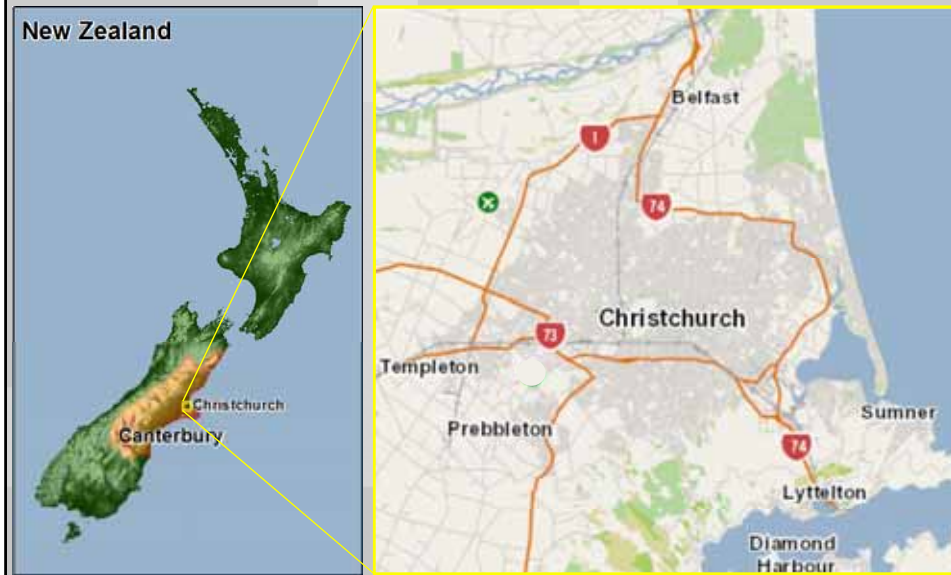 New Zealand
Christchurch
Canterbury
Belfast
1
74
Christchurch
73
Templeton
Prebbleton
Sumner
74
Lyttelton
Diamond
Harbour